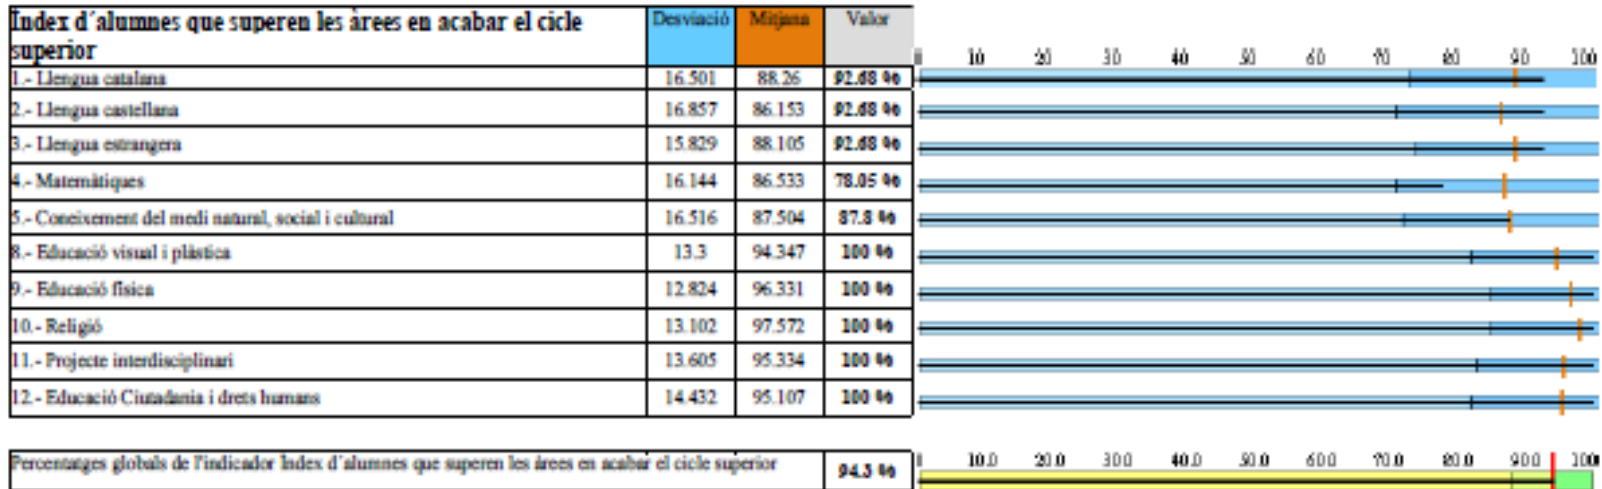 Índex d´alumnes que superen les àrees en acabar el cicle superior Desviació Mitjana Valor
0 10 20 30 40 50 60 70 80 90 100
1.- Llengua catalana 16.501 88.26 92.68 %
2.- Llengua castellana 16.857 86.153 92.68 %
3.- Llengua estrangera 15.829 88.105 92.68 %
4.- Matemàtiques 16.144 86.533 78.05 %
5.- Coneixement del medi natural, social i cultural 16.516 87.504 87.8 %
8.- Educació visual i plàstica 13.3 94.347 100 %
9.- Educació física 12.824 96.331 100 %
10.- Religió 13.102 97.572 100 %
11.- Projecte interdisciplinari 13.605 95.334 100 %
12.- Educació Ciutadania i drets humans 14.432 95.107 100 %
Percentatges globals de l'indicador Índex d´alumnes que superen les àrees en acabar el cicle superior 94.3 %
10.0 20.0 30.0 40.0 50.0 60.0 70.0 80.0 90.0 100